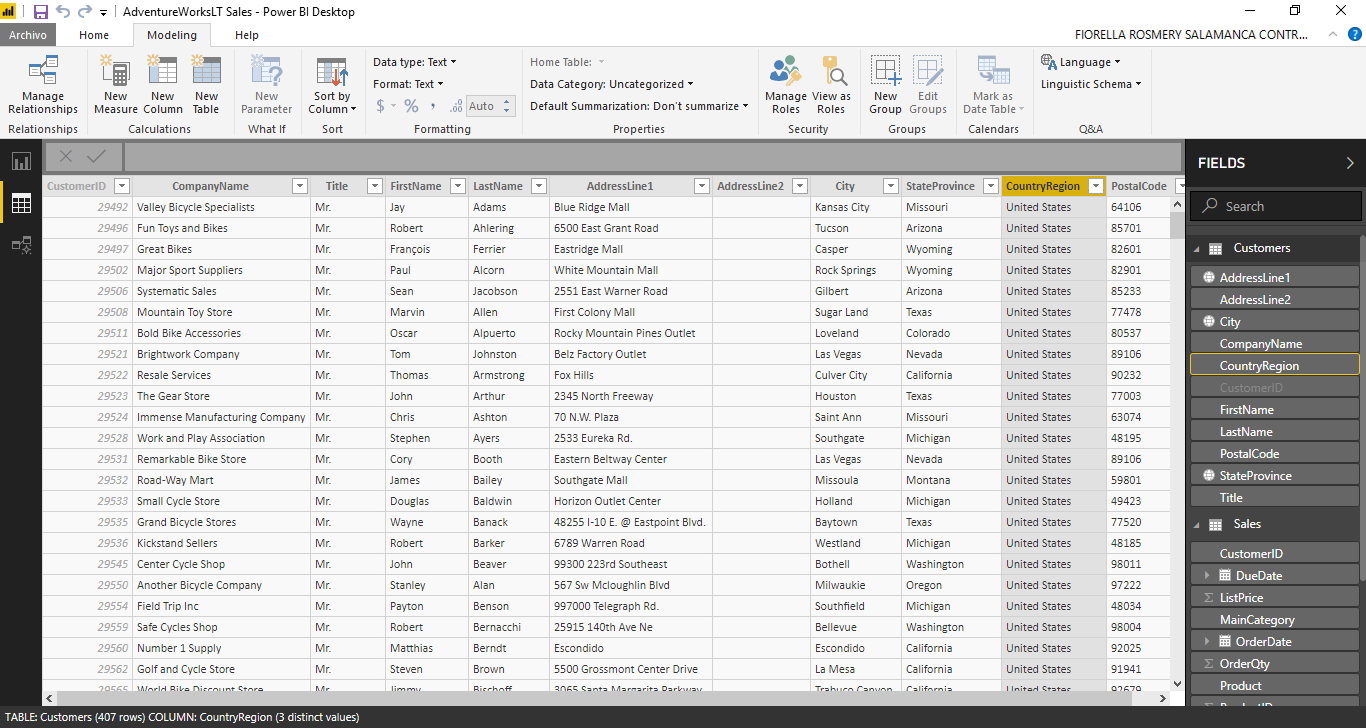 AdventureWorksLT Sales - Power BI Desktop
Archivo Home Modeling Help FIORELLA ROSMERY SALAMANCA CONTR... ?
Manage Relationships
Relationships
New Measure New Column New Table
Calculations
New Parameter
What If
Sort by Column
Sort
Data type: Text
Format: Text
$ % , .00 Auto
Formatting
Home Table:
Data Category: Uncategorized
Default Summarization: Don't summarize
Properties
Manage Roles View as Roles
Security
New Group Edit Groups
Groups
Mark as Date Table
Calendars
Language
Linguistic Schema
Q&A
CustomerID CompanyName Title FirstName LastName AddressLine1 AddressLine2 City StateProvince CountryRegion PostalCode
29492 Valley Bicycle Specialists Mr. Jay Adams Blue Ridge Mall Kansas City Missouri United States 64106
29496 Fun Toys and Bikes Mr. Robert Ahlering 6500 East Grant Road Tucson Arizona United States 85701
29497 Great Bikes Mr. François Ferrier Eastridge Mall Casper Wyoming United States 82601
29502 Major Sport Suppliers Mr. Paul Alcorn White Mountain Mall Rock Springs Wyoming United States 82901
29506 Systematic Sales Mr. Sean Jacobson 2551 East Warner Road Gilbert Arizona United States 85233
29508 Mountain Toy Store Mr. Marvin Allen First Colony Mall Sugar Land Texas United States 77478
29511 Bold Bike Accessories Mr. Oscar Alpuerto Rocky Mountain Pines Outlet Loveland Colorado United States 80537
29521 Brightwork Company Mr. Tom Johnston Belz Factory Outlet Las Vegas Nevada United States 89106
29522 Resale Services Mr. Thomas Armstrong Fox Hills Culver City California United States 90232
29523 The Gear Store Mr. John Arthur 2345 North Freeway Houston Texas United States 77003
29524 Immense Manufacturing Company Mr. Chris Ashton 70 N.W. Plaza Saint Ann Missouri United States 63074
29528 Work and Play Association Mr. Stephen Ayers 2533 Eureka Rd. Southgate Michigan United States 48195
29531 Remarkable Bike Store Mr. Cory Booth Eastern Beltway Center Las Vegas Nevada United States 89106
29532 Road-Way Mart Mr. James Bailey Southgate Mall Missoula Montana United States 59801
29533 Small Cycle Store Mr. Douglas Baldwin Horizon Outlet Center Holland Michigan United States 49423
29535 Grand Bicycle Stores Mr. Wayne Banack 48255 I-10 E. @ Eastpoint Blvd. Baytown Texas United States 77520
29536 Kickstand Sellers Mr. Robert Barker 6789 Warren Road Westland Michigan United States 48185
29545 Center Cycle Shop Mr. John Beaver 99300 223rd Southeast Bothell Washington United States 98011
29550 Another Bicycle Company Mr. Stanley Alan 567 Sw Mcloughlin Blvd Milwaukie Oregon United States 97222
29554 Field Trip Inc Mr. Payton Benson 997000 Telegraph Rd. Southfield Michigan United States 48034
29559 Safe Cycles Shop Mr. Robert Bernacchi 25915 140th Ave Ne Bellevue Washington United States 98004
29560 Number 1 Supply Mr. Matthias Berndt Escondido Escondido California United States 92025
29562 Golf and Cycle Store Mr. Steven Brown 5500 Grossmont Center Drive La Mesa California United States 91941
29565 World Bike Discount Store Mr. Jimmy Bischoff 3065 Santa Margarita Parkway Trabuco Canyon California United States 92679
FIELDS
Search
Customers
AddressLine1
AddressLine2
City
CompanyName
CountryRegion
CustomerID
FirstName
LastName
PostalCode
StateProvince
Title
Sales
CustomerID
DueDate
Σ ListPrice
MainCategory
OrderDate
Σ OrderQty
Product
Σ ProductID
TABLE: Customers (407 rows) COLUMN: CountryRegion (3 distinct values)